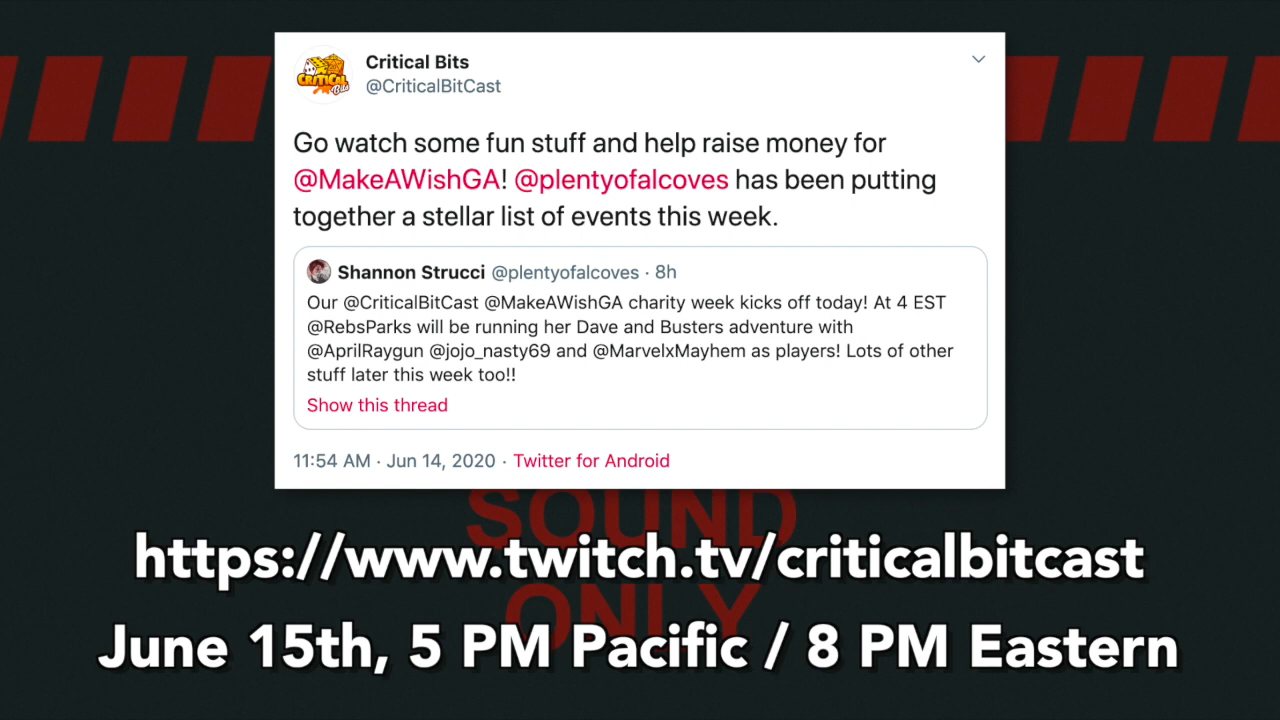 CRITICAL
Bits
Critical Bits
@CriticalBitCast
Go watch some fun stuff and help raise money for
@MakeAWishGA! @plentyofalcoves has been putting
together a stellar list of events this week.
Shannon Strucci @plentyofalcoves · 8h
Our @CriticalBitCast @MakeAWishGA charity week kicks off today! At 4 EST
@RebsParks will be running her Dave and Busters adventure with
@AprilRaygun @jojo_nasty69 and @MarvelxMayhem as players! Lots of other
stuff later this week too!!
Show this thread
11:54 AM · Jun 14, 2020 · Twitter for Android
SOUND
https://www.twitch.tv/criticalbitcast
ONLY
June 15th, 5 PM Pacific / 8 PM Eastern